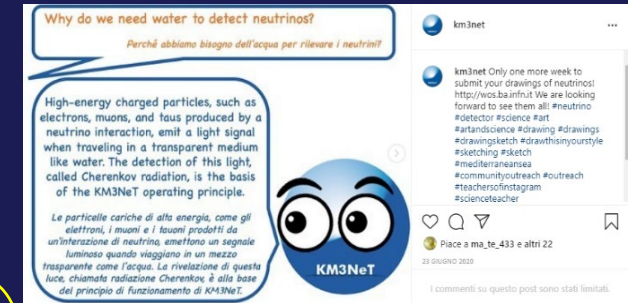 Why do we need water to detect neutrinos?
Perchè abbiamo bisogno dell'acqua per rilevare i neutrini?
High-energy charged particles, such as
electrons, muons, and taus produced by a
neutrino interaction, emit a light signal
when traveling in a transparent medium
like water. The detection of this light,
called Cherenkov radiation, is the basis
of the KM3NeT operating principle.
Le particelle cariche di alta energia, come gli
elettroni, i muoni e i tauoni prodotti da
un'interazione di neutrino, emettono un segnale
luminoso quando viaggiano in un mezzo
trasparente come l'acqua. La rivelazione di questa
luce, chiamata radiazione Cherenkov, è alla base
del principio di funzionamento di KM3NeT.
KM3NeT
km3net
km3net Only one more week to
submit your drawings of neutrinos!
http://wos.ba.infn.it We are looking
forward to see them all! #neutrino
#detector #science #art
#artandscience #drawing #drawings
#drawingsketch #drawthisinyourstyle
#sketching #sketch
#mediterraneansea
#communityoutreach #outreach
#teachersofinstagram
#scienceteacher
Piace a ma_te_433 e altri 22
23 GIUGNO 2020
I commenti su questo post sono stati limitati.